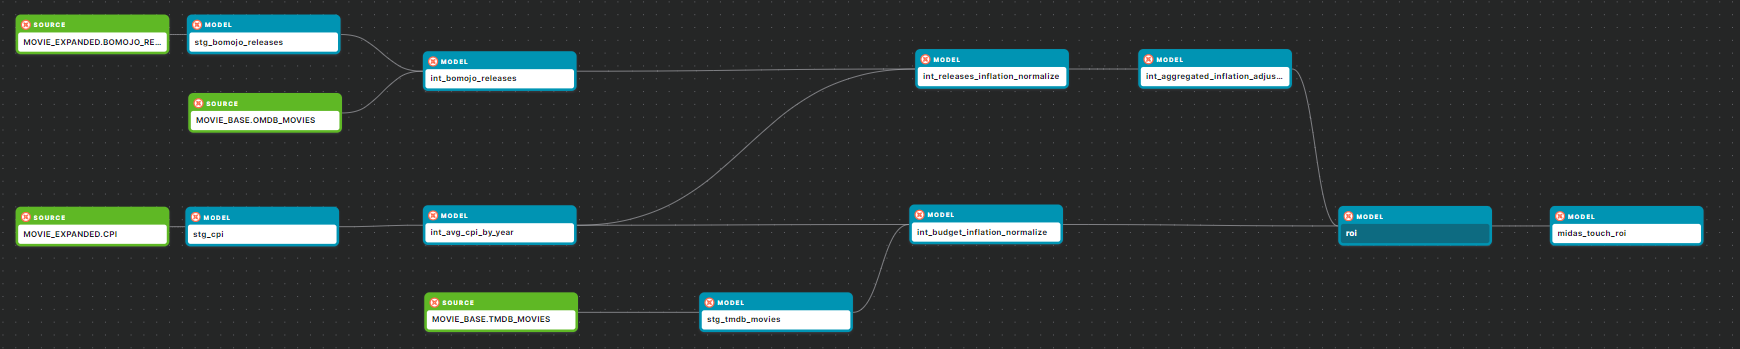 SOURCE
MOVIE_EXPANDED.BOMOJO_RE...
MODEL
stg_bomojo_releases
MODEL
int_bomojo_releases
SOURCE
MOVIE_BASE.OMDB_MOVIES
MODEL
int_releases_inflation_normalize
MODEL
int_aggregated_inflation_adjus...
SOURCE
MOVIE_EXPANDED.CPI
MODEL
stg_cpi
MODEL
int_avg_cpi_by_year
MODEL
int_budget_inflation_normalize
MODEL
roi
MODEL
midas_touch_roi
SOURCE
MOVIE_BASE.TMDB_MOVIES
MODEL
stg_tmdb_movies